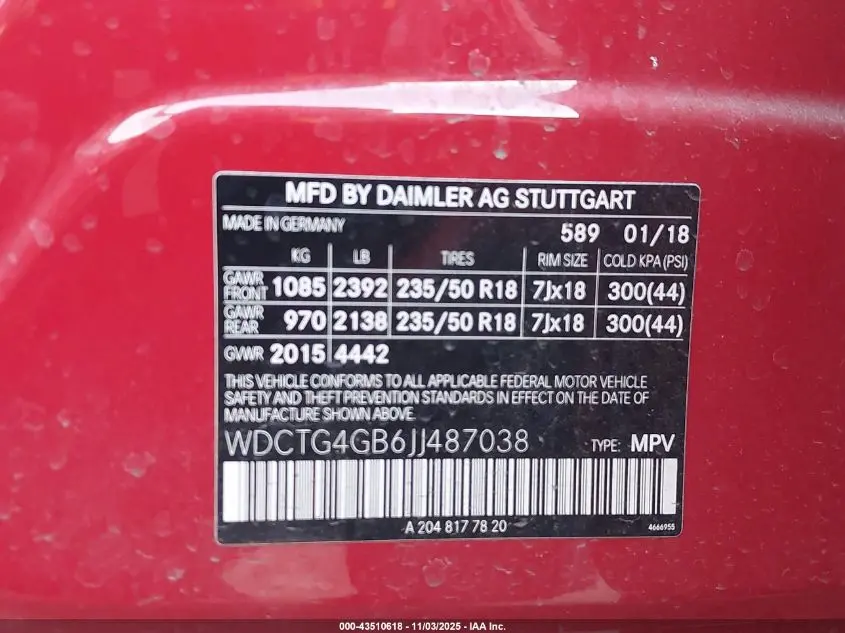 MFD BY DAIMLER AG STUTTGART
MADE IN GERMANY
589 01/18
KG LB TIRES RIM SIZE COLD KPA (PSI)
GAWR FRONT 1085 2392 235/50 R18 7Jx18 300(44)
GAWR REAR 970 2138 235/50 R18 7Jx18 300(44)
GVWR 2015 4442
THIS VEHICLE CONFORMS TO ALL APPLICABLE FEDERAL MOTOR VEHICLE
SAFETY AND THEFT PREVENTION STANDARDS IN EFFECT ON THE DATE OF
MANUFACTURE SHOWN ABOVE.
WDCTG4GB6JJ487038 TYPE: MPV
A 204 817 78 20
4666955
000-43510618 - 11/03/2025 - IAA Inc.